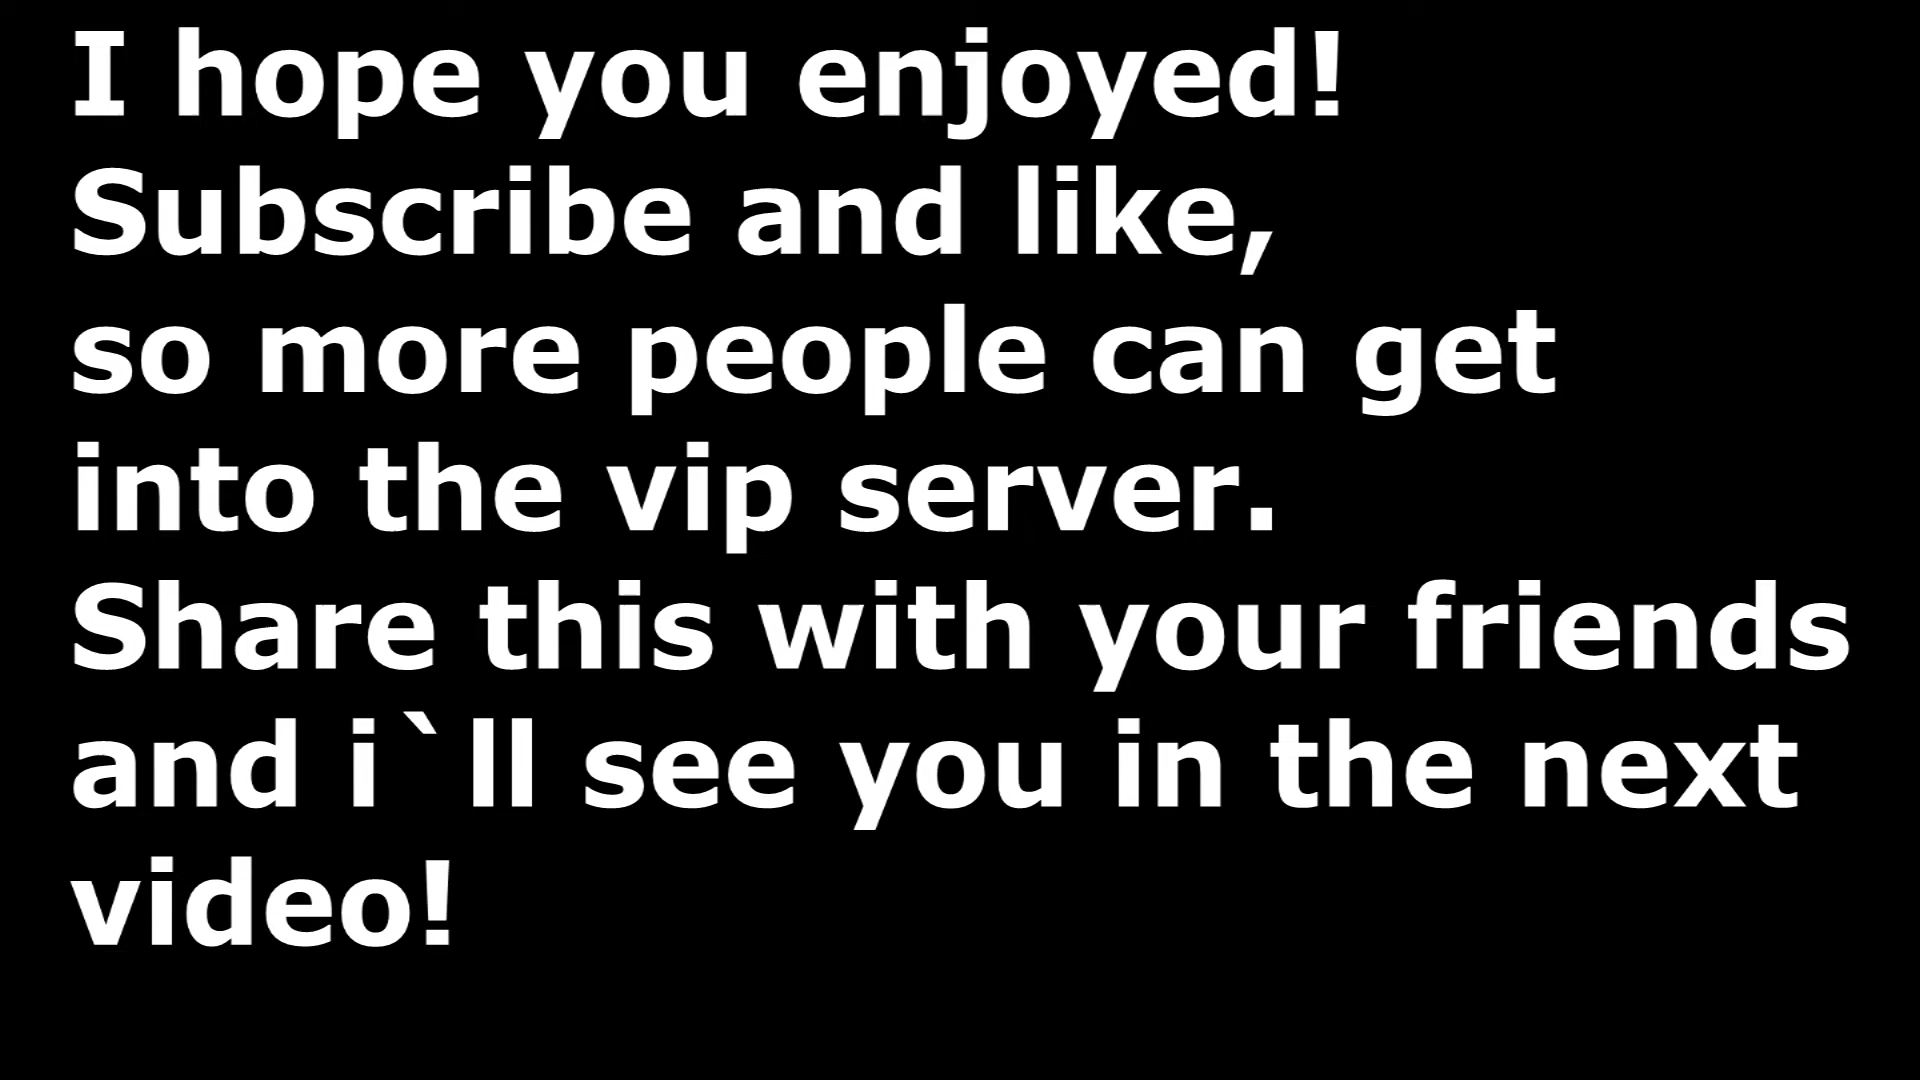 I hope you enjoyed!
Subscribe and like,
so more people can get
into the vip server.
Share this with your friends
and i`ll see you in the next
video!